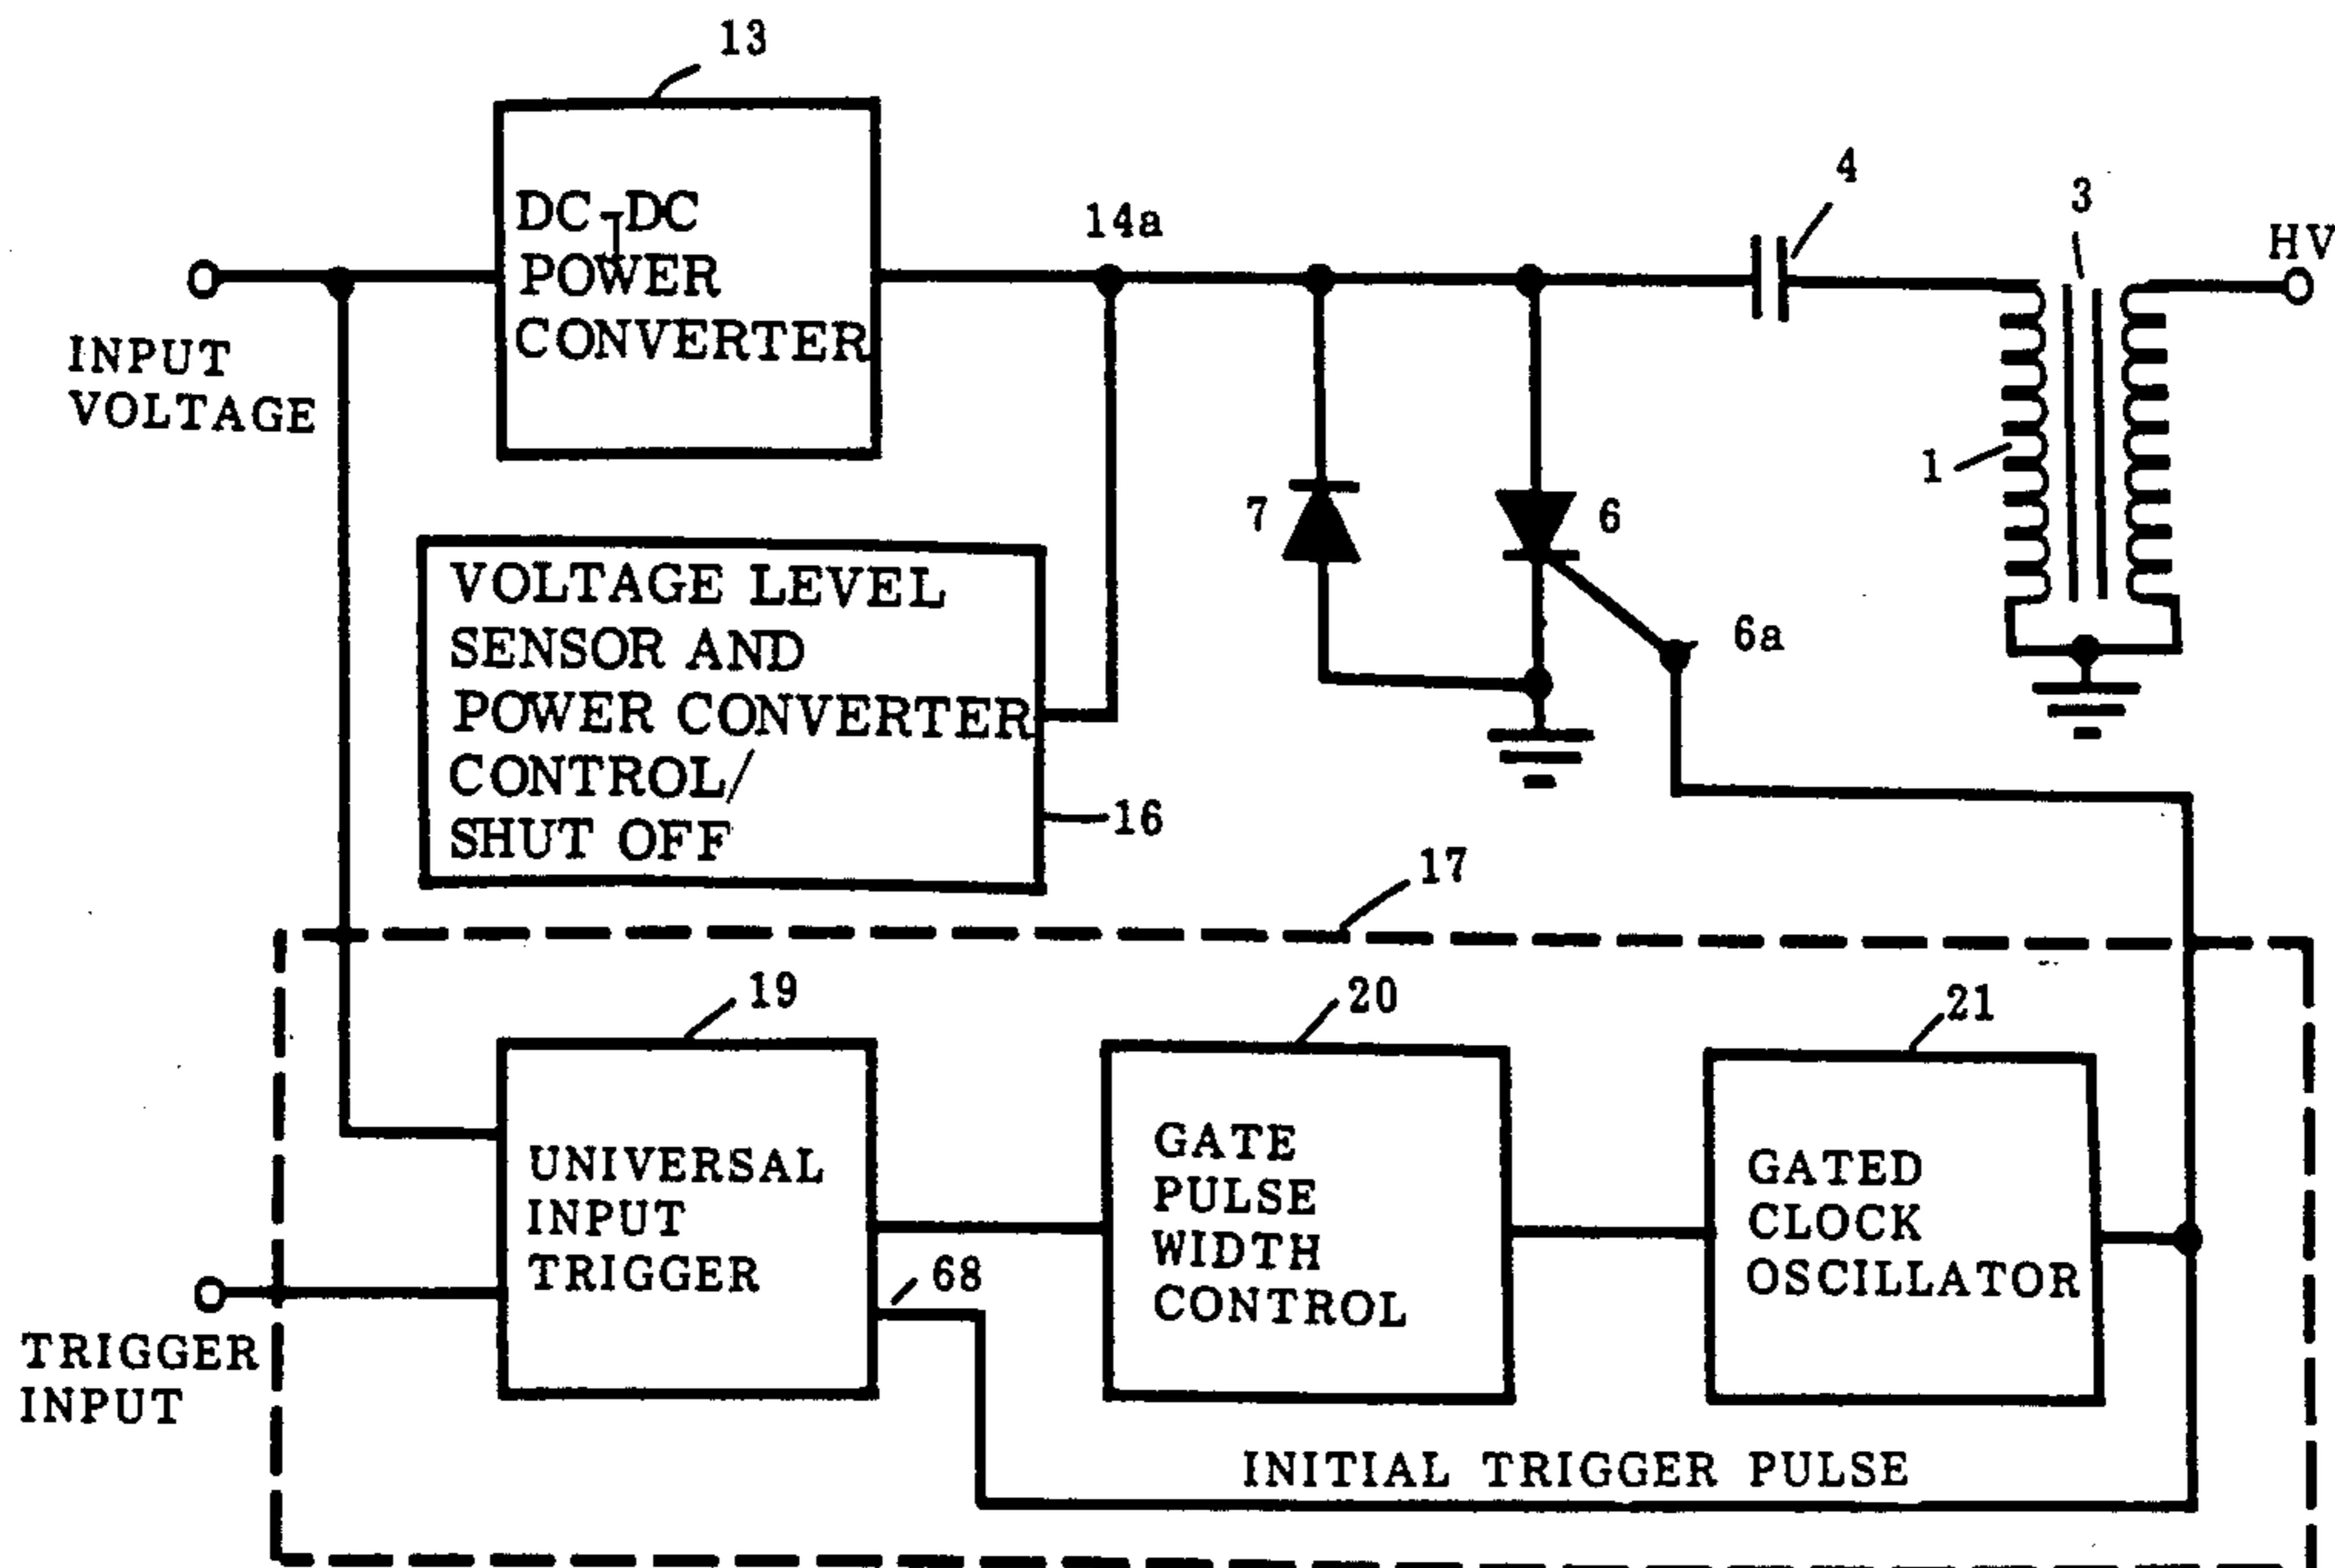 13
DC-DC
POWER
CONVERTER
14a
4
3
HV
INPUT
VOLTAGE
1
7
6
6a
VOLTAGE LEVEL
SENSOR AND
POWER CONVERTER
CONTROL/
SHUT OFF
16
17
19
20
21
UNIVERSAL
INPUT
TRIGGER
GATE
PULSE
WIDTH
CONTROL
GATED
CLOCK
OSCILLATOR
68
TRIGGER
INPUT
INITIAL TRIGGER PULSE